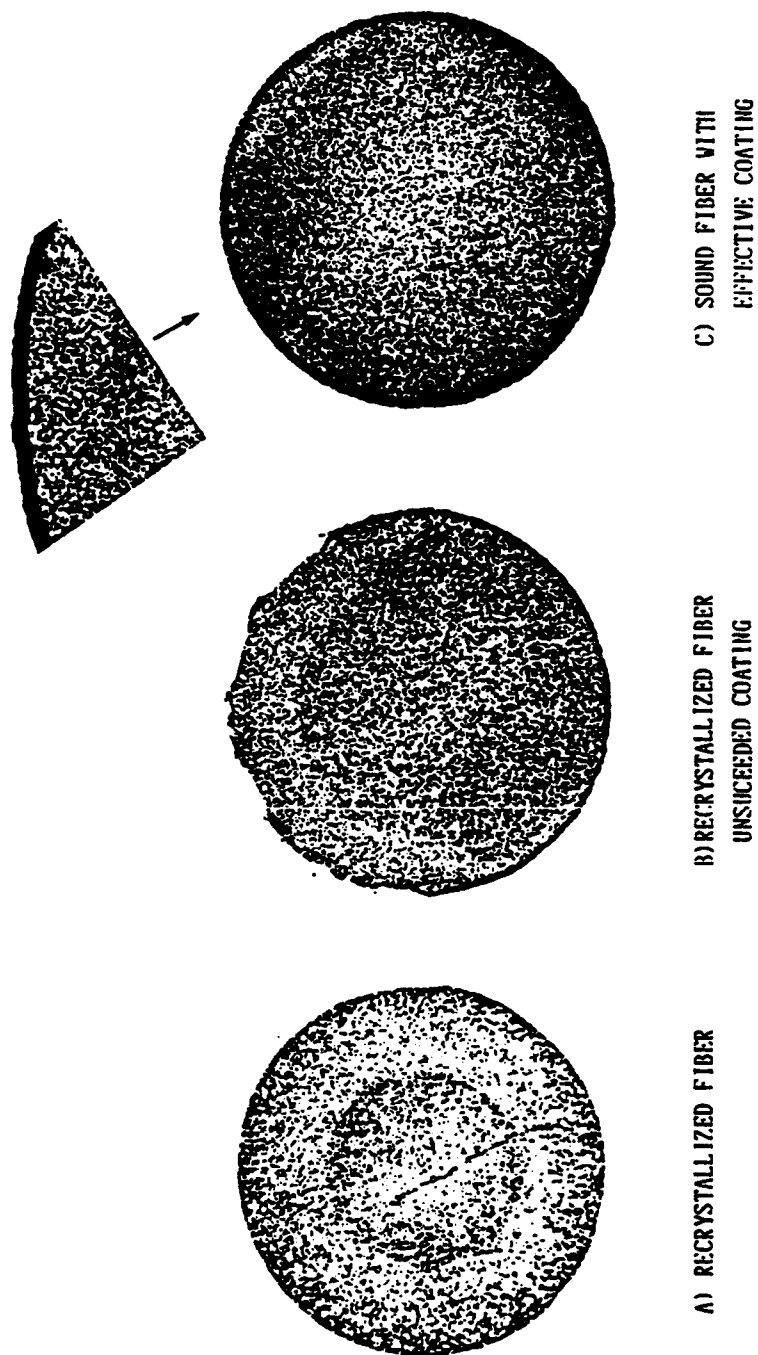 A) RECRYSTALLIZED FIBER
B) RECRYSTALLIZED FIBER
UNSUCEEDED COATING
C) SOUND FIBER WITH
EFFECTIVE COATING